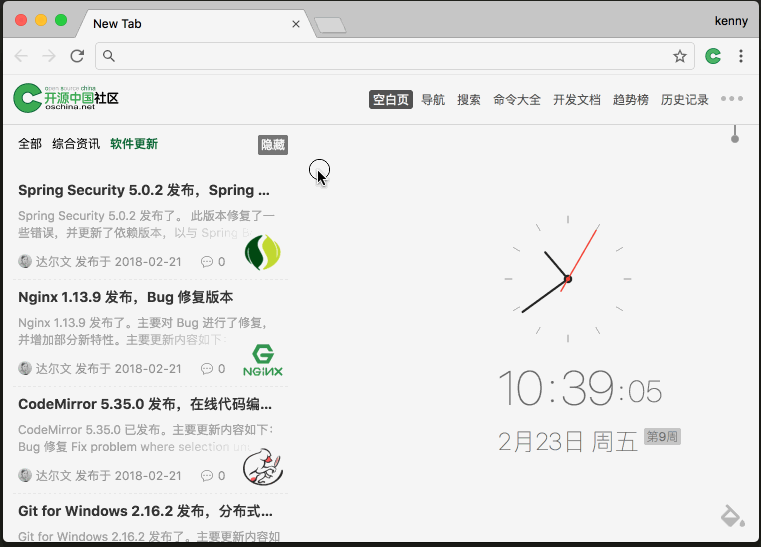 New Tab
kenny
open source china
开源中国社区
oschina.net
空白页 导航 搜索 命令大全 开发文档 趋势榜 历史记录
全部 综合资讯 软件更新 隐藏
Spring Security 5.0.2 发布，Spring ...
Spring Security 5.0.2 发布了。 此版本修复了一
些错误，并更新了依赖版本，以与 Spring
达尔文 发布于 2018-02-21 0
Nginx 1.13.9 发布，Bug 修复版本
Nginx 1.13.9 发布了。主要对 Bug 进行了修复，
并增加部分新特性。主要更新内容如下：
达尔文 发布于 2018-02-21 0
NGINX
CodeMirror 5.35.0 发布，在线代码编...
CodeMirror 5.35.0 已发布。主要更新内容如下：
Bug 修复 Fix problem where selection
达尔文 发布于 2018-02-21 0
Git for Windows 2.16.2 发布，分布式...
Git for Windows 2.16.2 发布了。主要更新内容如
10:39:05
2月23日 周五 第9周